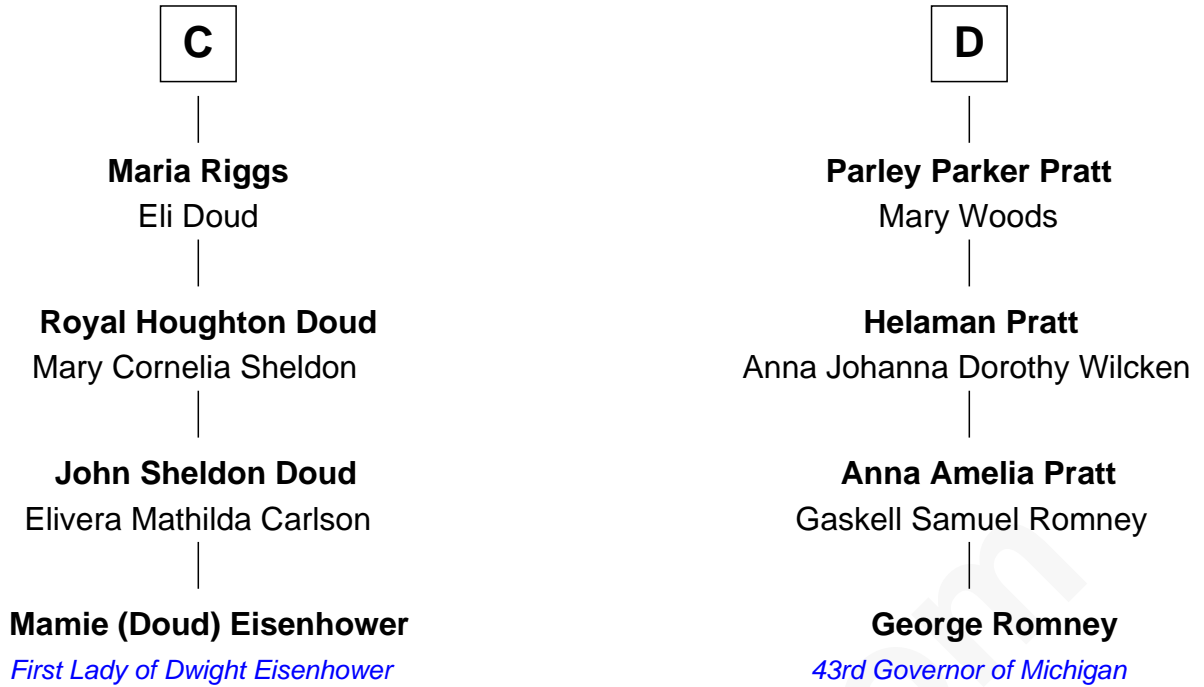 C
Maria Riggs
Eli Doud
Royal Houghton Doud
Mary Cornelia Sheldon
John Sheldon Doud
Elivera Mathilda Carlson
Mamie (Doud) Eisenhower
First Lady of Dwight Eisenhower
D
Parley Parker Pratt
Mary Woods
Helaman Pratt
Anna Johanna Dorothy Wilcken
Anna Amelia Pratt
Gaskell Samuel Romney
George Romney
43rd Governor of Michigan